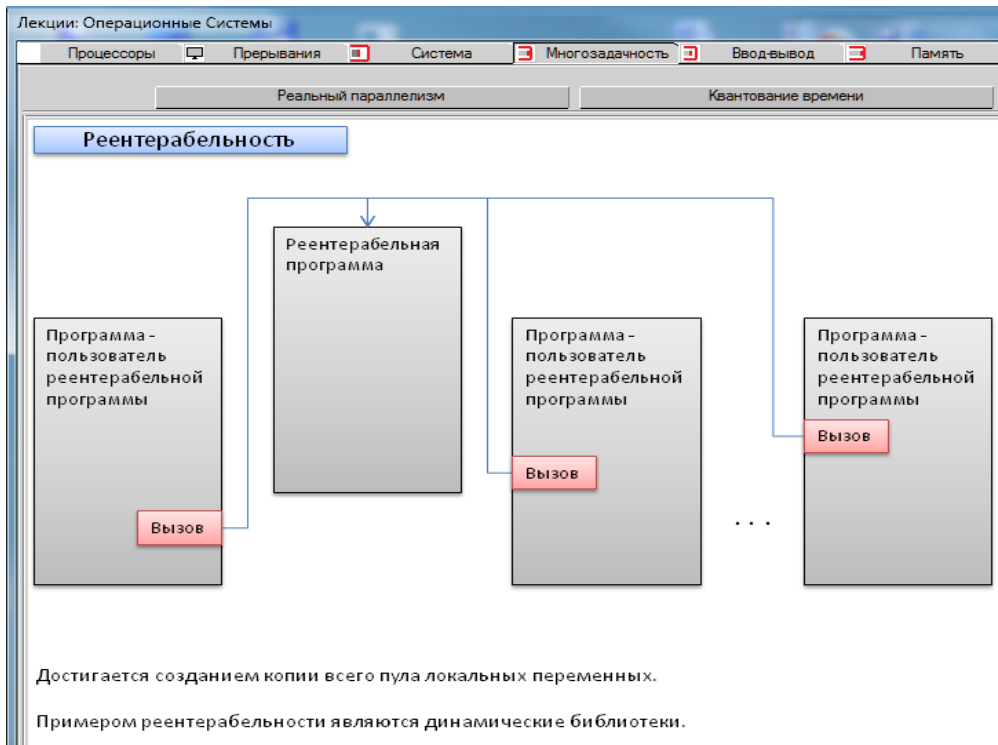 Лекции: Операционные Системы
Процессоры Прерывания Система Многозадачность Ввод-вывод Память
Реальный параллелизм Квантование времени
Реентерабельность
Реентерабельная
программа
Программа -
пользователь
реентерабельной
программы
Вызов
Программа -
пользователь
реентерабельной
программы
Вызов
. . .
Программа -
пользователь
реентерабельной
программы
Вызов
Достигается созданием копии всего пула локальных переменных.
Примером реентерабельности являются динамические библиотеки.